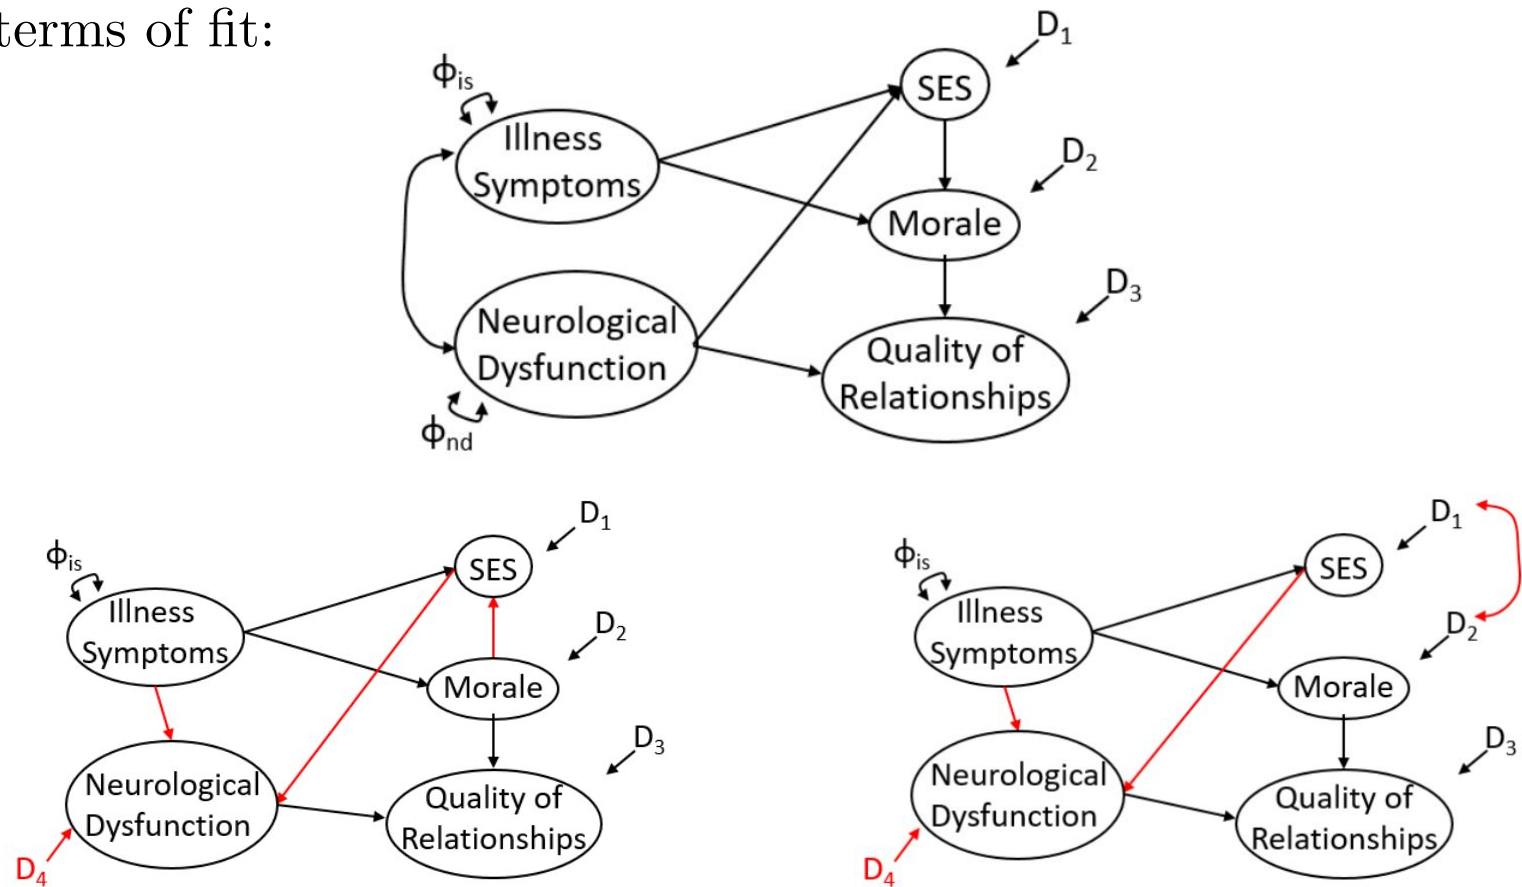 terms of fit:
D₁
ϕis
SES
Illness
Symptoms
D₂
Morale
D₃
Neurological
Dysfunction
Quality of
Relationships
ϕnd
D₁
ϕis
SES
Illness
Symptoms
D₂
Morale
D₃
Neurological
Dysfunction
Quality of
Relationships
D₄
D₁
ϕis
SES
Illness
Symptoms
D₂
Morale
D₃
Neurological
Dysfunction
Quality of
Relationships
D₄